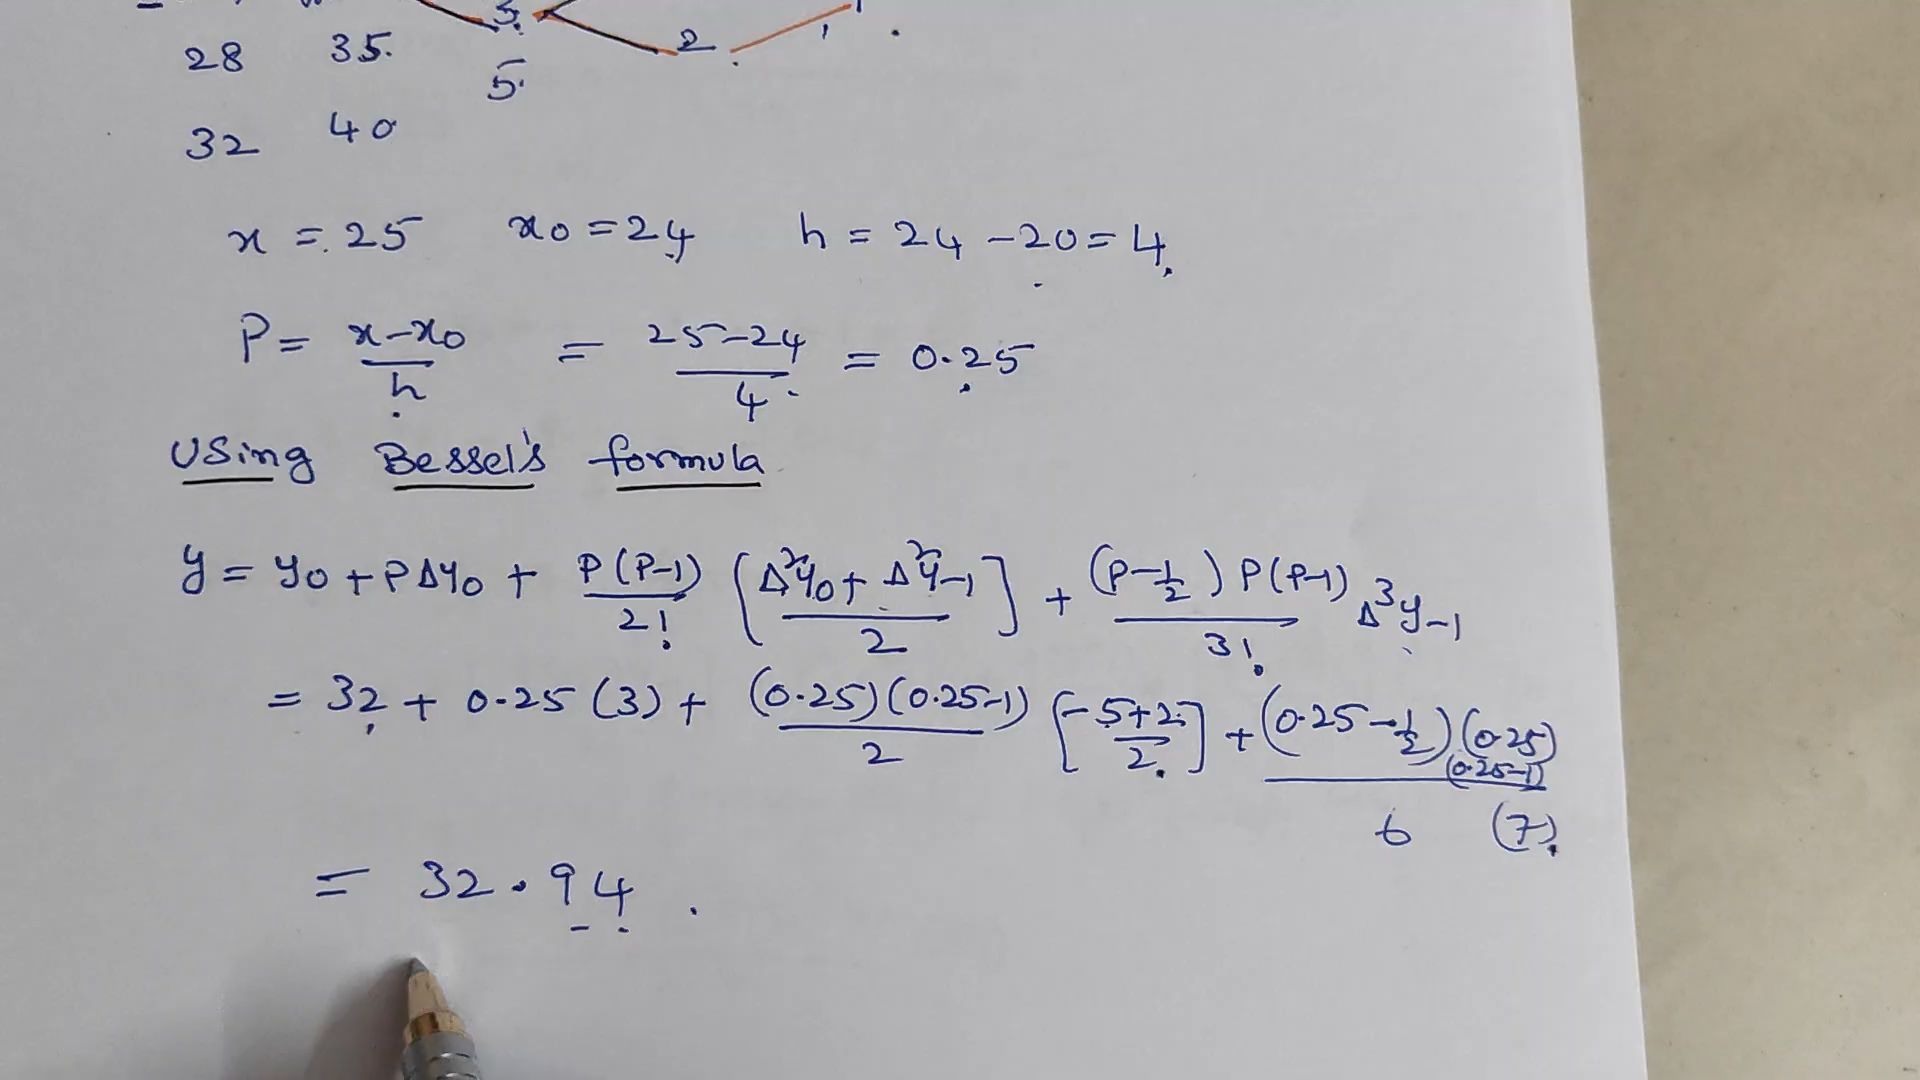 3.
28 35. 2 1
5.
32 40
x = 25 x0 = 24 h = 24 - 20 = 4
P = x-x0/h = 25-24/4 = 0.25
Using Bessel's formula
y = y0 + PΔy0 + P(P-1)/2! [Δ²y0 + Δ²y-1/2] + (P-1/2)P(P-1)/3! Δ³y-1
= 32 + 0.25(3) + (0.25)(0.25-1)/2 [-5+2/2] + (0.25-1/2)(0.25)(0.25-1)/6 (7)
= 32.94